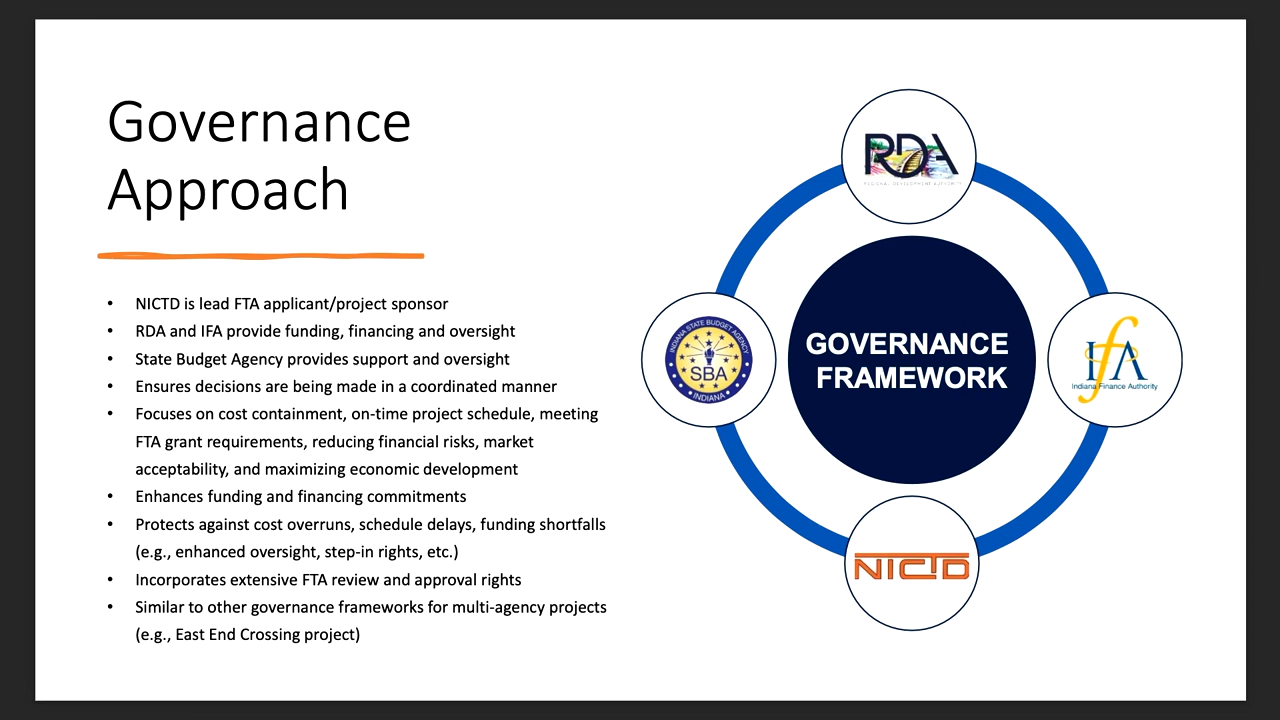 Governance
Approach
• NICTD is lead FTA applicant/project sponsor
• RDA and IFA provide funding, financing and oversight
• State Budget Agency provides support and oversight
• Ensures decisions are being made in a coordinated manner
• Focuses on cost containment, on-time project schedule, meeting
FTA grant requirements, reducing financial risks, market
acceptability, and maximizing economic development
• Enhances funding and financing commitments
• Protects against cost overruns, schedule delays, funding shortfalls
(e.g., enhanced oversight, step-in rights, etc.)
• Incorporates extensive FTA review and approval rights
• Similar to other governance frameworks for multi-agency projects
(e.g., East End Crossing project)
RDA
REGIONAL DEVELOPMENT AUTHORITY
INDIANA STATE BUDGET AGENCY
SBA
INDIANA
GOVERNANCE
FRAMEWORK
IFA
Indiana Finance Authority
NICTD